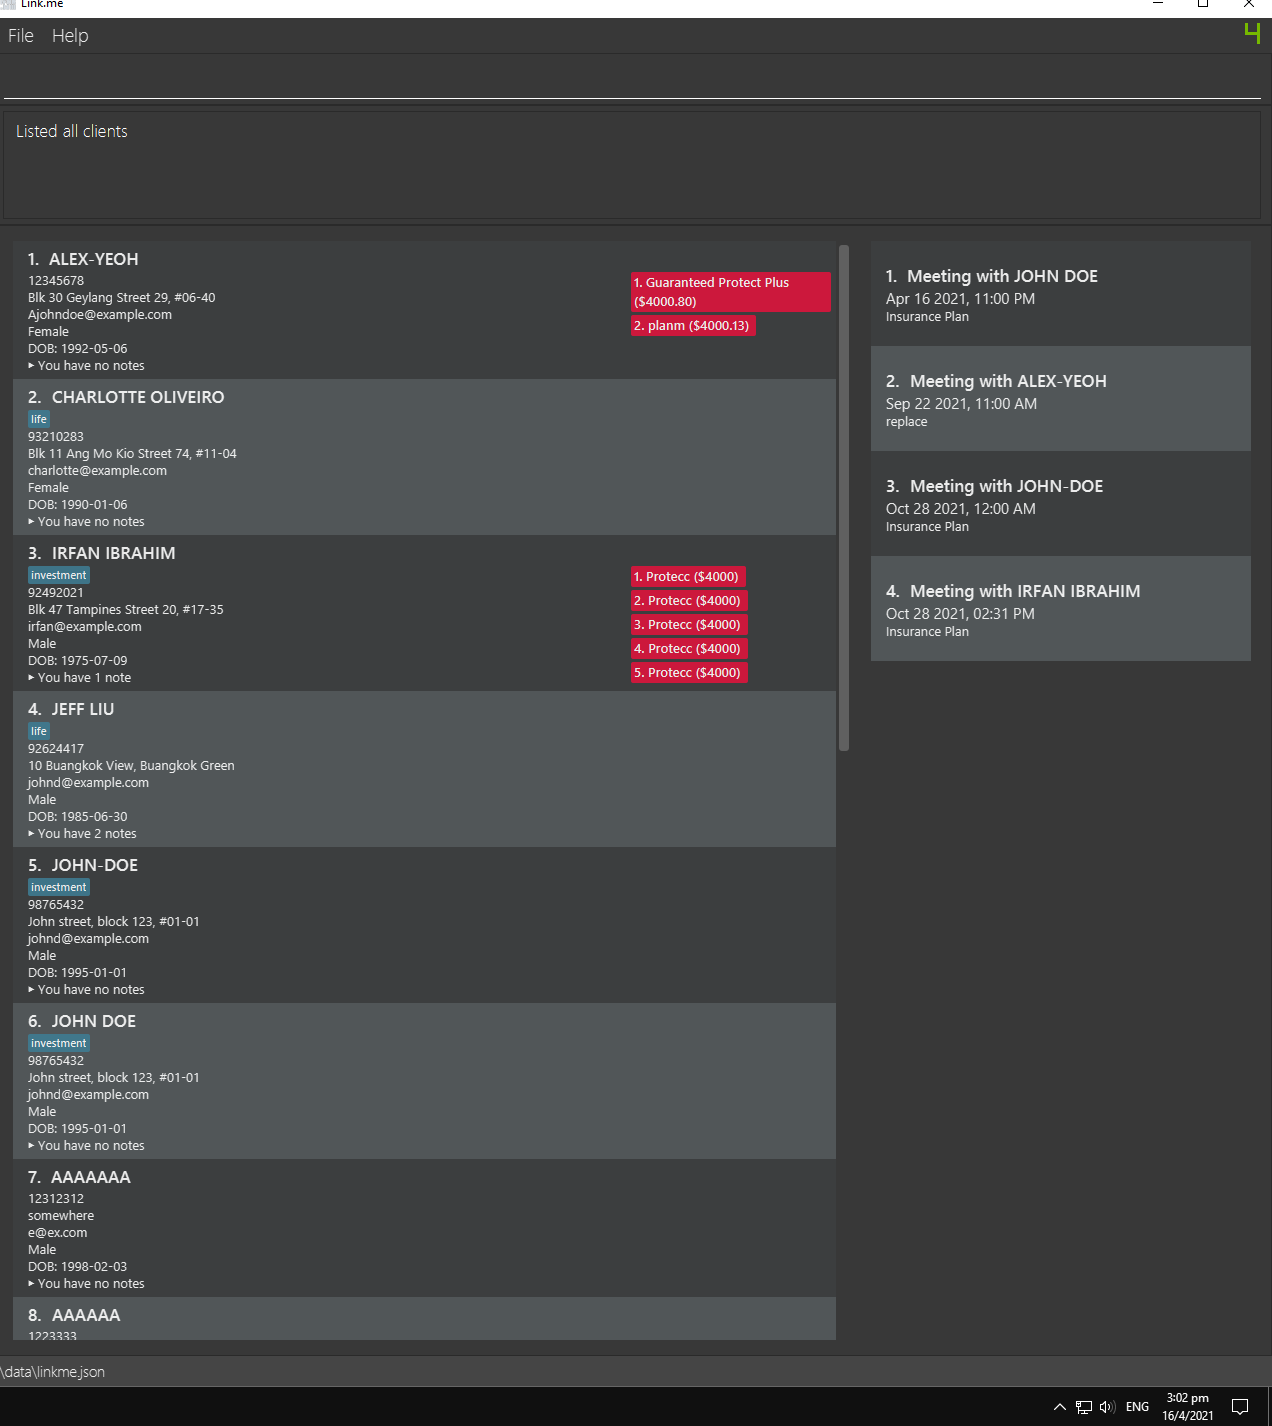 Link.me
File Help
4
Listed all clients
1. ALEX-YEOH
12345678
Blk 30 Geylang Street 29, #06-40
Ajohndoe@example.com
Female
DOB: 1992-05-06
▸ You have no notes
1. Guaranteed Protect Plus
($4000.80)
2. planm ($4000.13)
2. CHARLOTTE OLIVEIRO
life
93210283
Blk 11 Ang Mo Kio Street 74, #11-04
charlotte@example.com
Female
DOB: 1990-01-06
▸ You have no notes
3. IRFAN IBRAHIM
investment
92492021
Blk 47 Tampines Street 20, #17-35
irfan@example.com
Male
DOB: 1975-07-09
▸ You have 1 note
1. Protecc ($4000)
2. Protecc ($4000)
3. Protecc ($4000)
4. Protecc ($4000)
5. Protecc ($4000)
4. JEFF LIU
life
92624417
10 Buangkok View, Buangkok Green
johnd@example.com
Male
DOB: 1985-06-30
▸ You have 2 notes
5. JOHN-DOE
investment
98765432
John street, block 123, #01-01
johnd@example.com
Male
DOB: 1995-01-01
▸ You have no notes
6. JOHN DOE
investment
98765432
John street, block 123, #01-01
johnd@example.com
Male
DOB: 1995-01-01
▸ You have no notes
7. AAAAAAA
12312312
somewhere
e@ex.com
Male
DOB: 1998-02-03
▸ You have no notes
8. AAAAAA
1223333
1. Meeting with JOHN DOE
Apr 16 2021, 11:00 PM
Insurance Plan
2. Meeting with ALEX-YEOH
Sep 22 2021, 11:00 AM
replace
3. Meeting with JOHN-DOE
Oct 28 2021, 12:00 AM
Insurance Plan
4. Meeting with IRFAN IBRAHIM
Oct 28 2021, 02:31 PM
Insurance Plan
\data\linkme.json
ENG
3:02 pm
16/4/2021